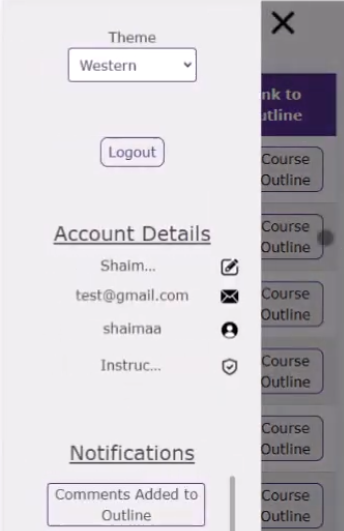 Theme
Western
Logout
Account Details
Shaim...
test@gmail.com
shaimaa
Instruc...
Notifications
Comments Added to
Outline
nk to
utline
Course
Outline
Course
Outline
Course
Outline
Course
Outline
Course
Outline
Course
Outline